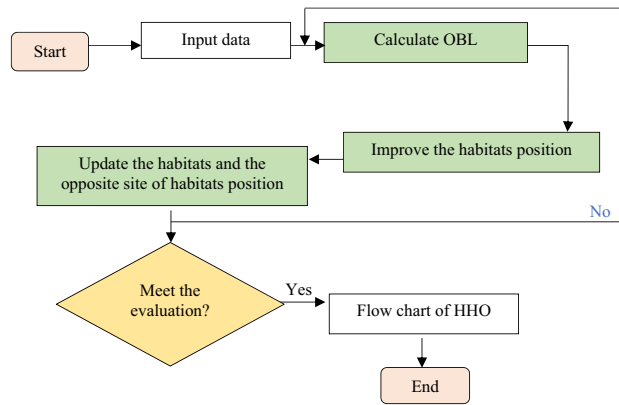 Start
Input data
Calculate OBL
Improve the habitats position
Update the habitats and the
opposite site of habitats position
No
Meet the
evaluation?
Yes
Flow chart of HHO
End